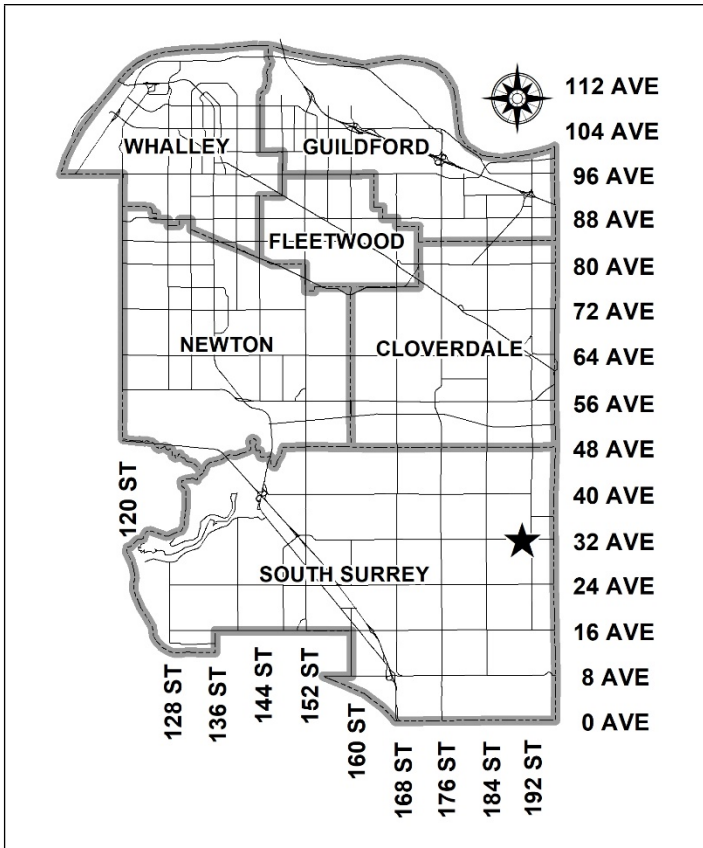 112 AVE
104 AVE
WHALLEY
GUILDFORD
96 AVE
88 AVE
FLEETWOOD
80 AVE
72 AVE
NEWTON
CLOVERDALE
64 AVE
56 AVE
48 AVE
120 ST
40 AVE
32 AVE
SOUTH SURREY
24 AVE
16 AVE
8 AVE
0 AVE
128 ST
136 ST
144 ST
152 ST
160 ST
168 ST
176 ST
184 ST
192 ST